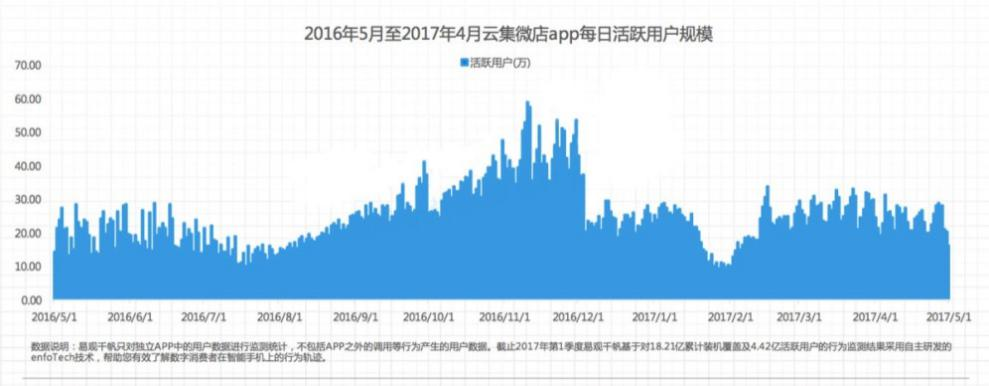 2016年5月至2017年4月云集微店app每日活跃用户规模
活跃用户(万)
70.00
60.00
50.00
40.00
30.00
20.00
10.00
0.00
2016/5/1 2016/6/1 2016/7/1 2016/8/1 2016/9/1 2016/10/1 2016/11/1 2016/12/1 2017/1/1 2017/2/1 2017/3/1 2017/4/1 2017/5/1
数据说明：易观千帆只对独立APP中的用户数据进行监测统计，不包括APP之外的调用等行为产生的用户数据。截止2017年第1季度易观千帆基于对18.21亿累计装机覆盖及4.42亿活跃用户的行为监测结果采用自主研发的
enfoTech技术，帮助您有效了解数字消费者在智能手机上的行为轨迹。